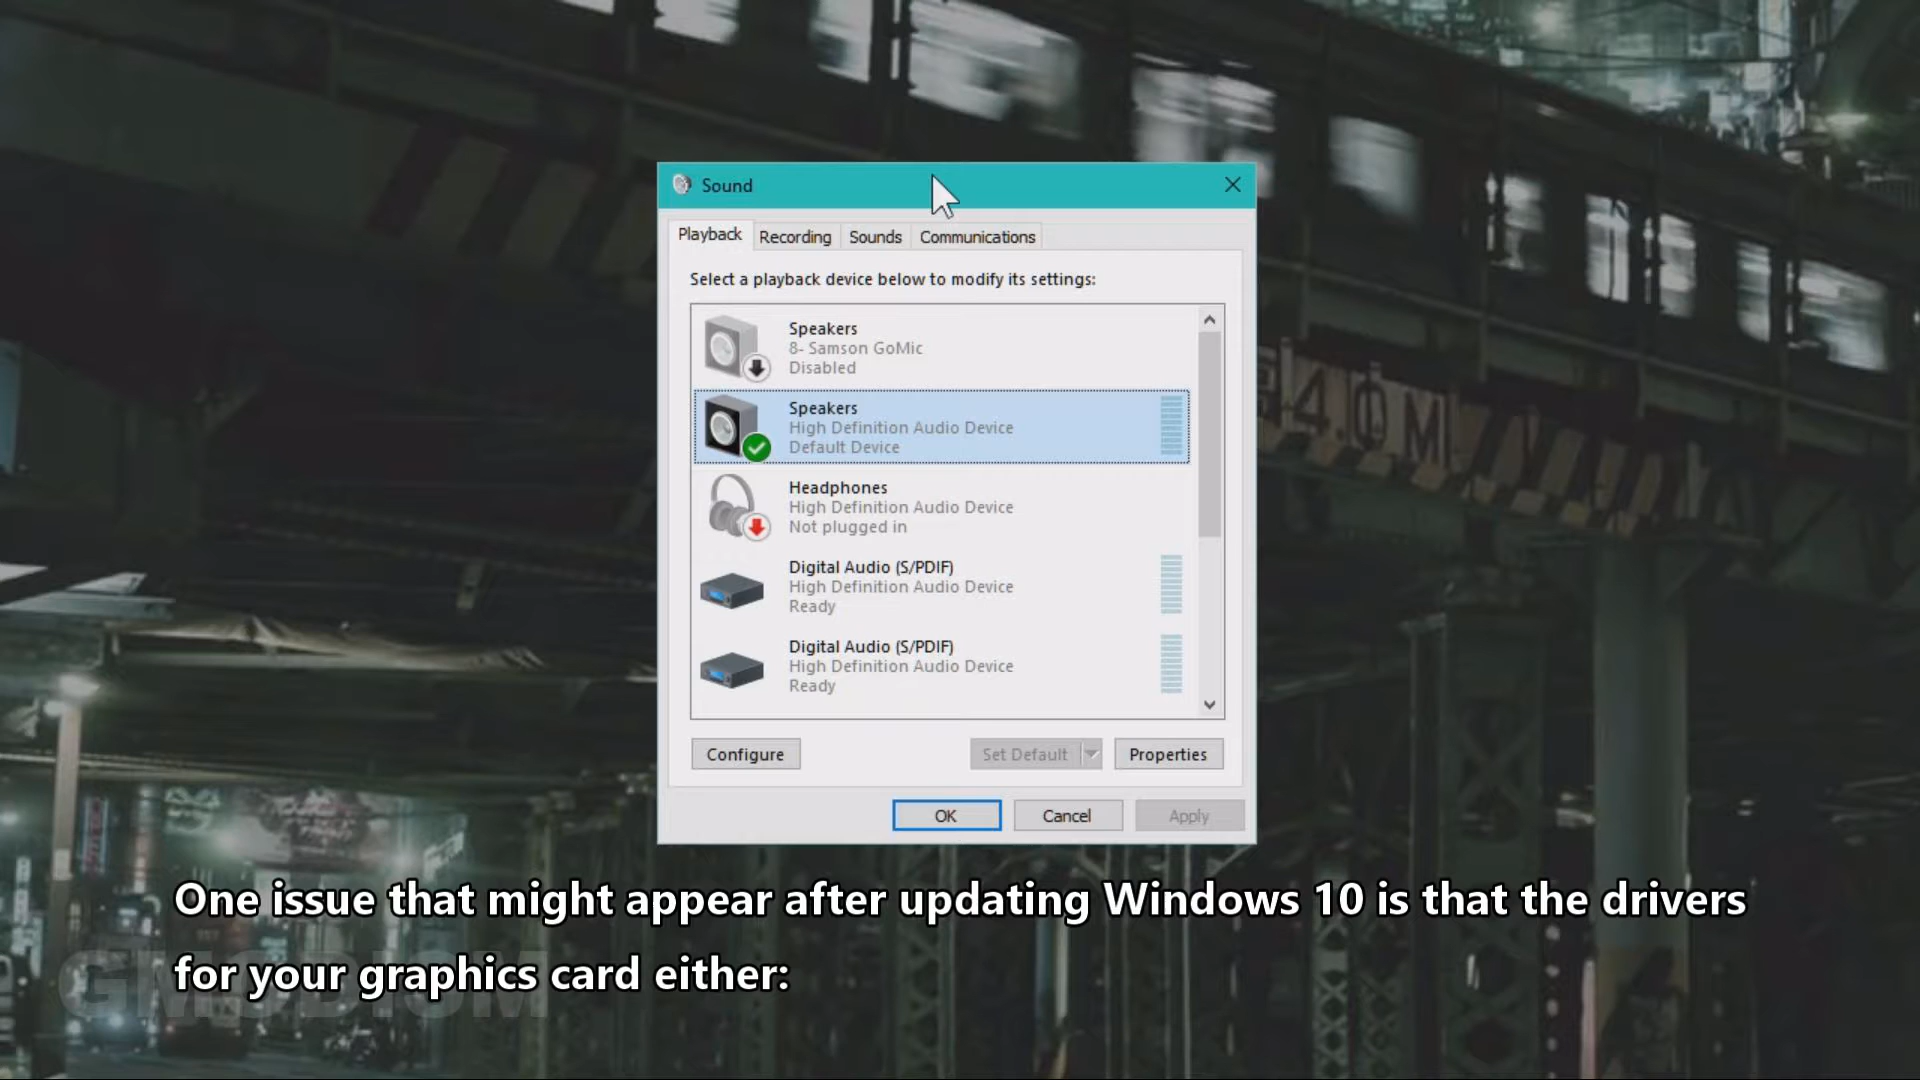 Sound
Playback
Recording
Sounds
Communications
Select a playback device below to modify its settings:
Speakers
8- Samson GoMic
Disabled
Speakers
High Definition Audio Device
Default Device
Headphones
High Definition Audio Device
Not plugged in
Digital Audio (S/PDIF)
High Definition Audio Device
Ready
Digital Audio (S/PDIF)
High Definition Audio Device
Ready
Configure
Set Default
Properties
OK
Cancel
Apply
One issue that might appear after updating Windows 10 is that the drivers
for your graphics card either:
4.0M